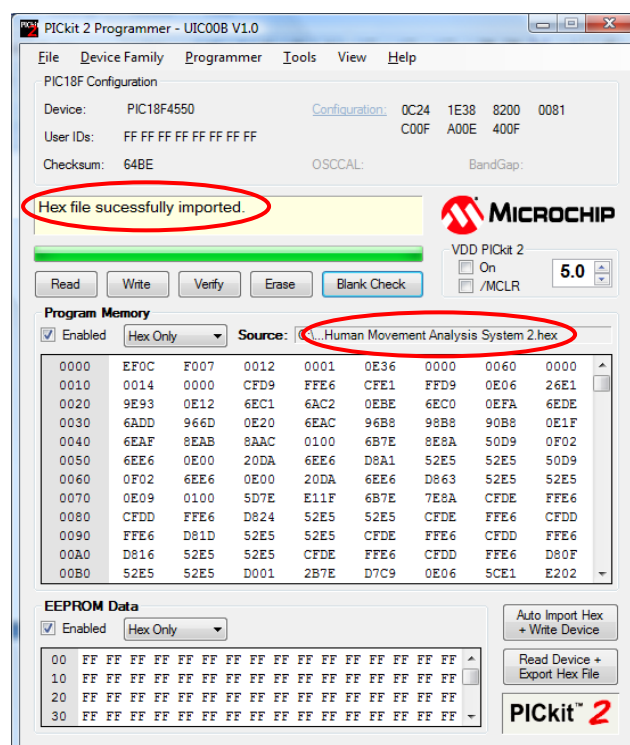 PICkit 2 Programmer - UIC00B V1.0
File Device Family Programmer Tools View Help
PIC18F Configuration
Device: PIC18F4550 Configuration: 0C24 1E38 8200 0081
C00F A00E 400F
User IDs: FF FF FF FF FF FF FF FF
Checksum: 64BE OSCCAL: BandGap:
Hex file sucessfully imported.
MICROCHIP
VDD PICkit 2
On
/MCLR
5.0
Read Write Verify Erase Blank Check
Program Memory
Enabled Hex Only Source: C:\...Human Movement Analysis System 2.hex
0000 EF0C F007 0012 0001 0E36 0000 0060 0000
0010 0014 0000 CFD9 FFE6 CFE1 FFD9 0E06 26E1
0020 9E93 0E12 6EC1 6AC2 0EBE 6EC0 0EFA 6EDE
0030 6ADD 966D 0E20 6EAC 96B8 98B8 90B8 0E1F
0040 6EAF 8EAB 8AAC 0100 6B7E 8E8A 50D9 0F02
0050 6EE6 0E00 20DA 6EE6 D8A1 52E5 52E5 50D9
0060 0F02 6EE6 0E00 20DA 6EE6 D863 52E5 52E5
0070 0E09 0100 5D7E E11F 6B7E 7E8A CFDE FFE6
0080 CFDD FFE6 D824 52E5 52E5 CFDE FFE6 CFDD
0090 FFE6 D81D 52E5 52E5 CFDE FFE6 CFDD FFE6
00A0 D816 52E5 52E5 CFDE FFE6 CFDD FFE6 D80F
00B0 52E5 52E5 D001 2B7E D7C9 0E06 5CE1 E202
EEPROM Data
Enabled Hex Only
00 FF FF FF FF FF FF FF FF FF FF FF FF FF FF FF FF
10 FF FF FF FF FF FF FF FF FF FF FF FF FF FF FF FF
20 FF FF FF FF FF FF FF FF FF FF FF FF FF FF FF FF
30 FF FF FF FF FF FF FF FF FF FF FF FF FF FF FF FF
Auto Import Hex
+ Write Device
Read Device +
Export Hex File
PICkit™ 2